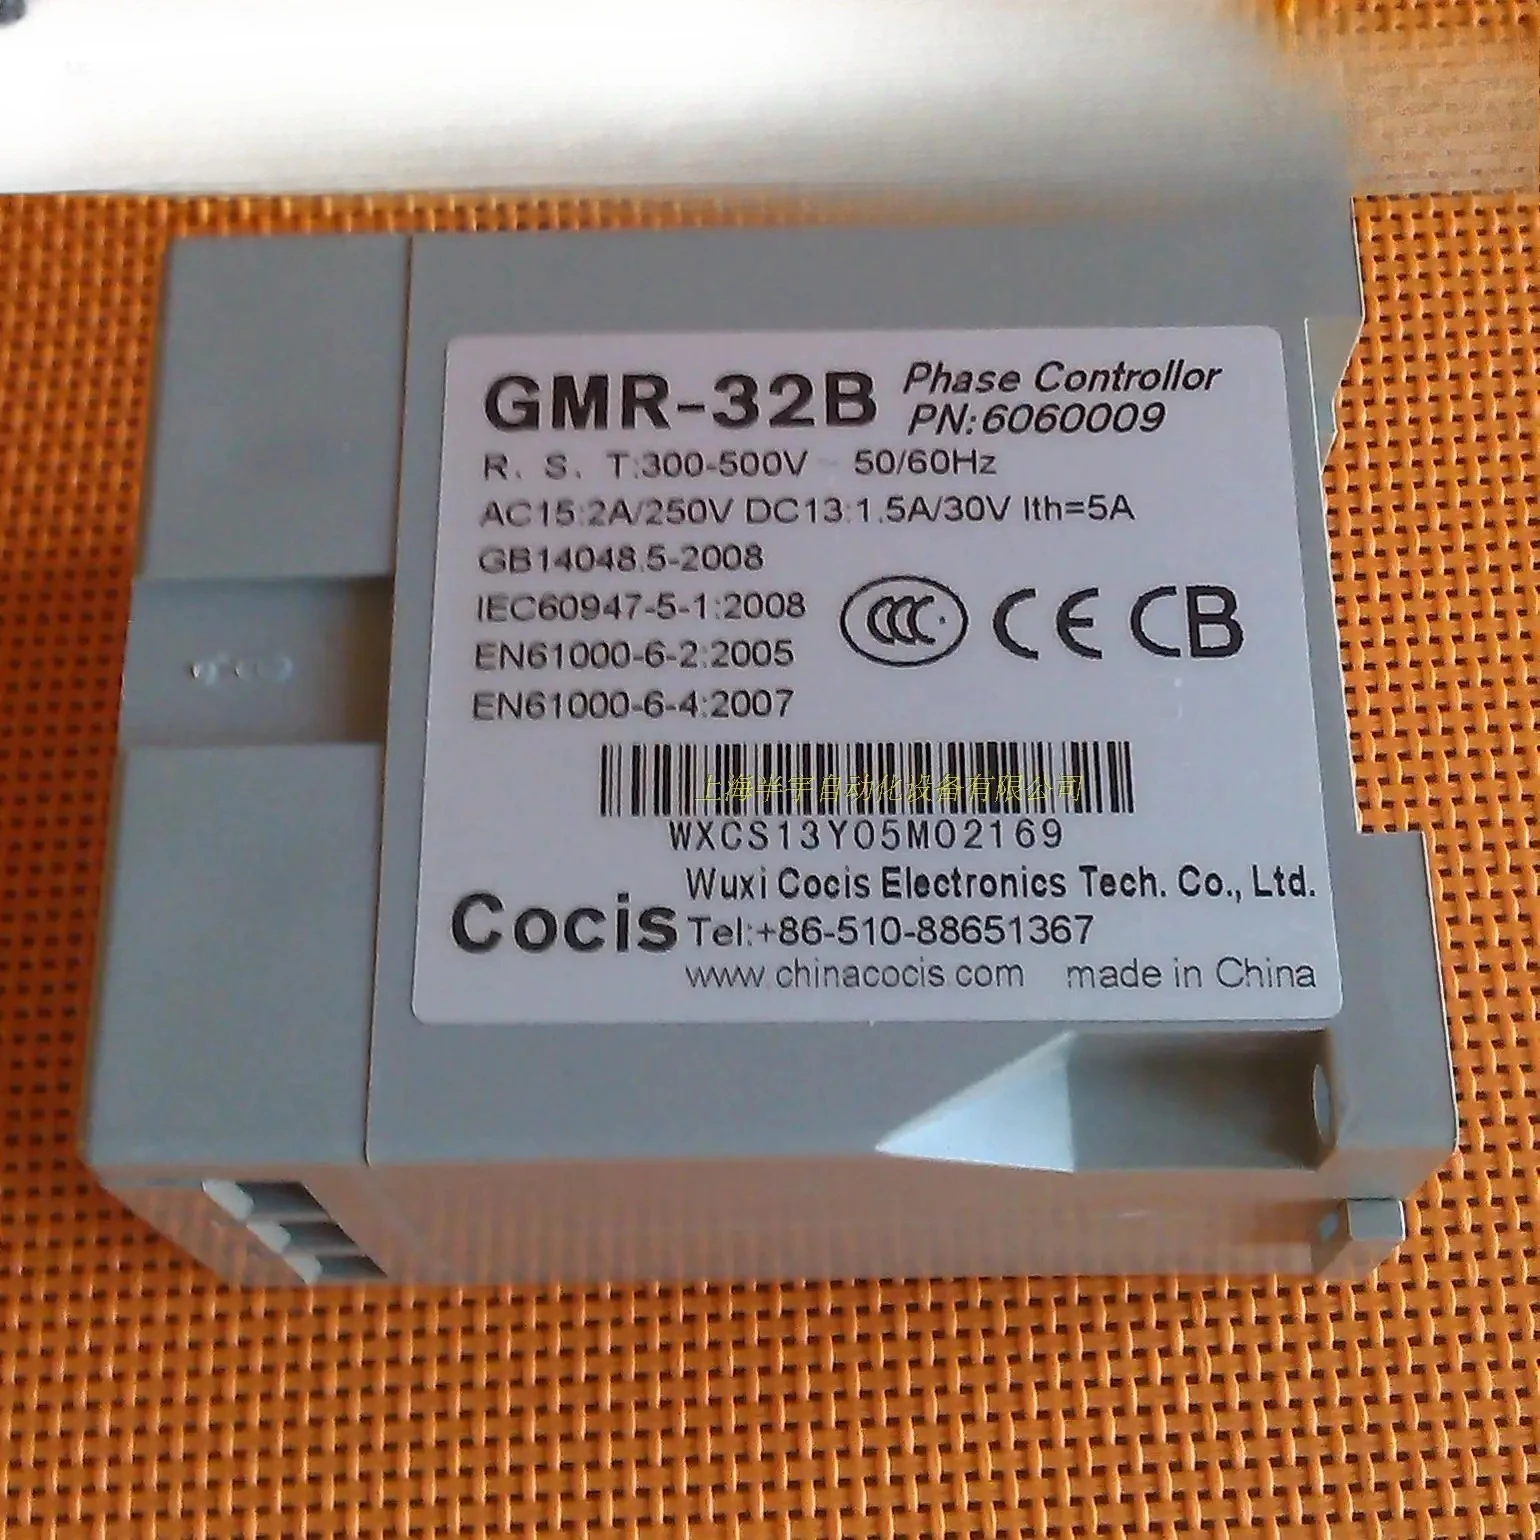 GMR-32B Phase Controllor
PN:6060009
R、S、T:300-500V ~ 50/60Hz
AC15:2A/250V DC13:1.5A/30V Ith=5A
GB14048.5-2008
IEC60947-5-1:2008
EN61000-6-2:2005
EN61000-6-4:2007
CCC CE CB
上海半宇自动化设备有限公司
WXCS13Y05M02169
Wuxi Cocis Electronics Tech. Co., Ltd.
Cocis Tel:+86-510-88651367
www.chinacocis.com made in China